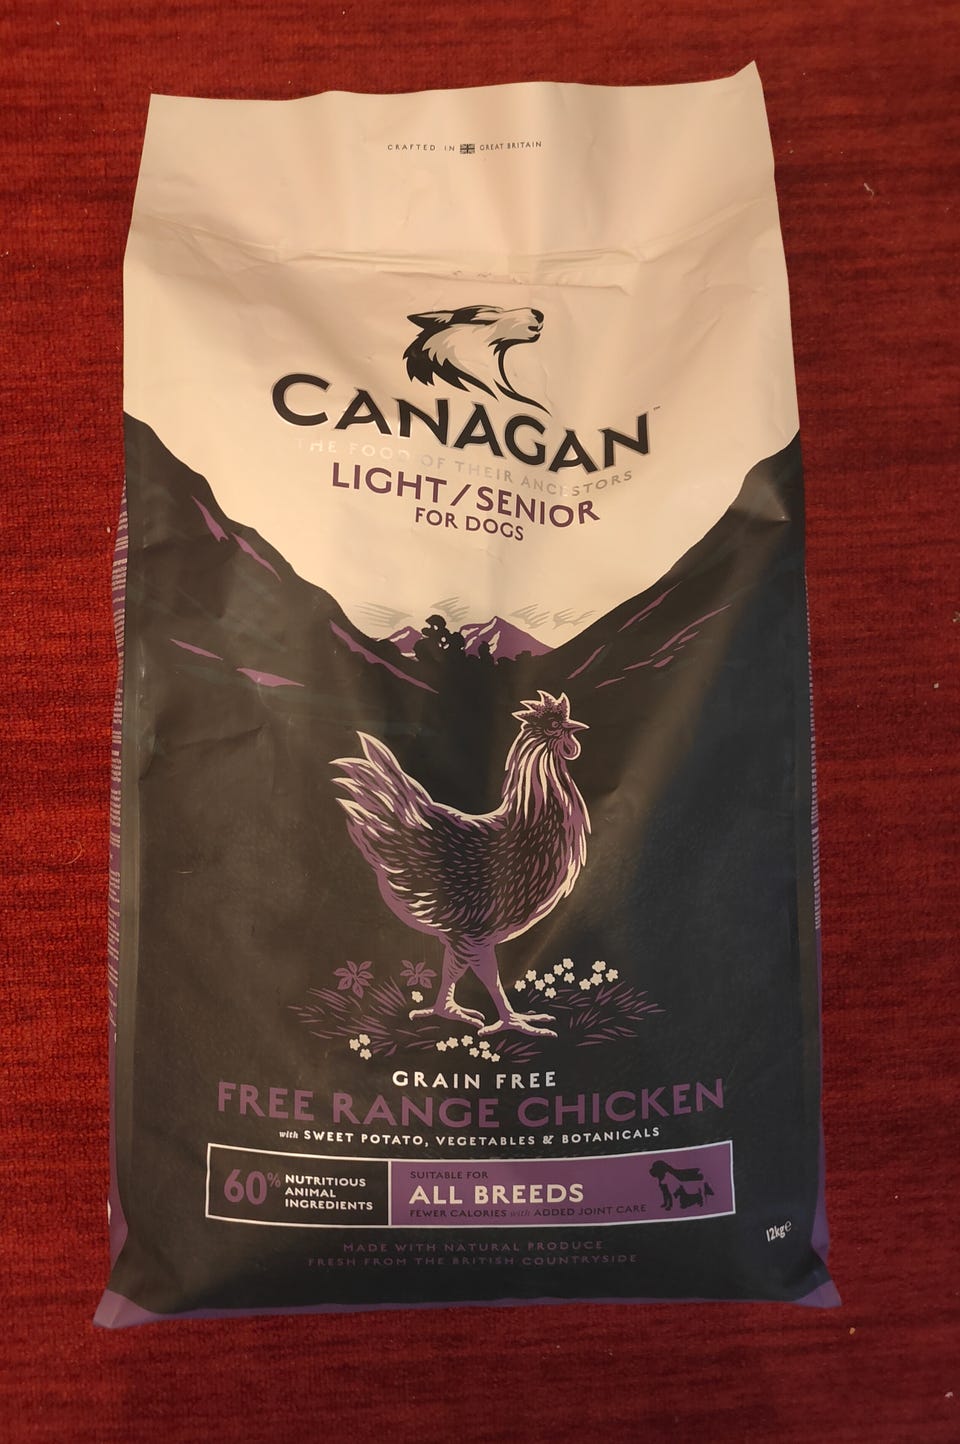 CRAFTED IN GREAT BRITAIN
CANAGAN™
THE FOOD OF THEIR ANCESTORS
LIGHT/SENIOR
FOR DOGS
GRAIN FREE
FREE RANGE CHICKEN
with SWEET POTATO, VEGETABLES & BOTANICALS
60% NUTRITIOUS
ANIMAL
INGREDIENTS
SUITABLE FOR
ALL BREEDS
FEWER CALORIES with ADDED JOINT CARE
12kg℮
MADE WITH NATURAL PRODUCE
FRESH FROM THE BRITISH COUNTRYSIDE